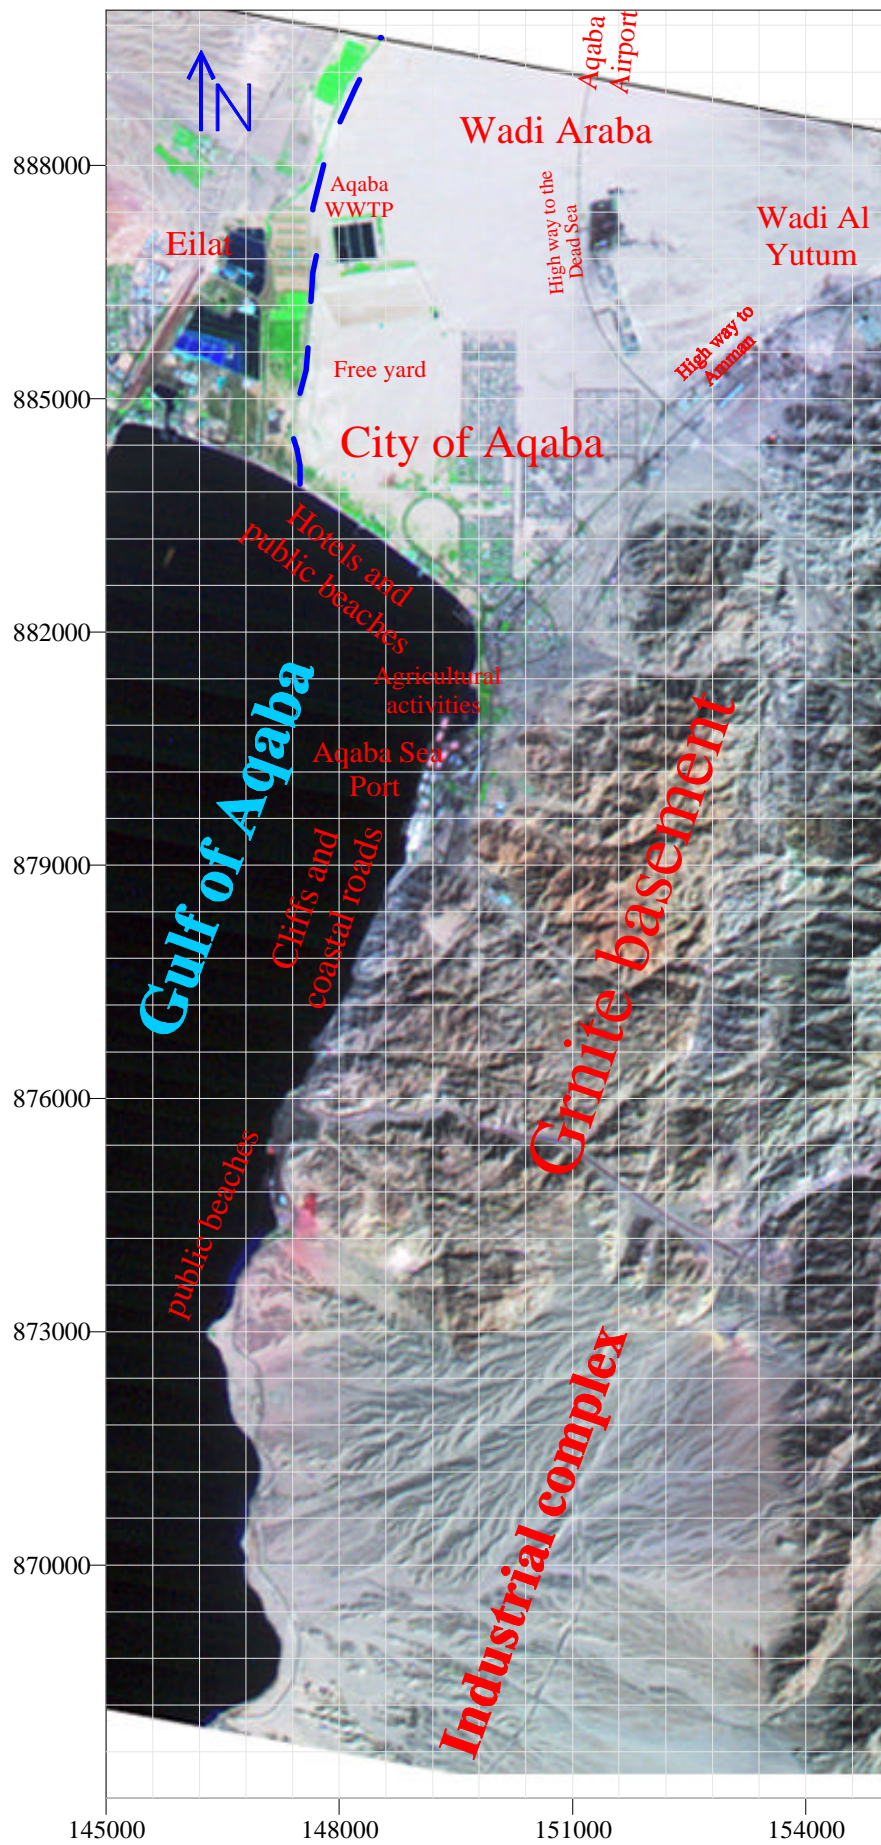 Aqaba
Airport
N
Wadi Araba
888000
Aqaba
WWTP
High way to the
Dead Sea
Wadi Al
Yutum
Eilat
High way to
Amman
Free yard
885000
City of Aqaba
Hotels and
public beaches
882000
Agricultural
activities
Gulf of Aqaba
Aqaba Sea
Port
Grnite basement
Cliffs and
coastal roads
879000
876000
public beaches
873000
Industrial complex
870000
145000
148000
151000
154000